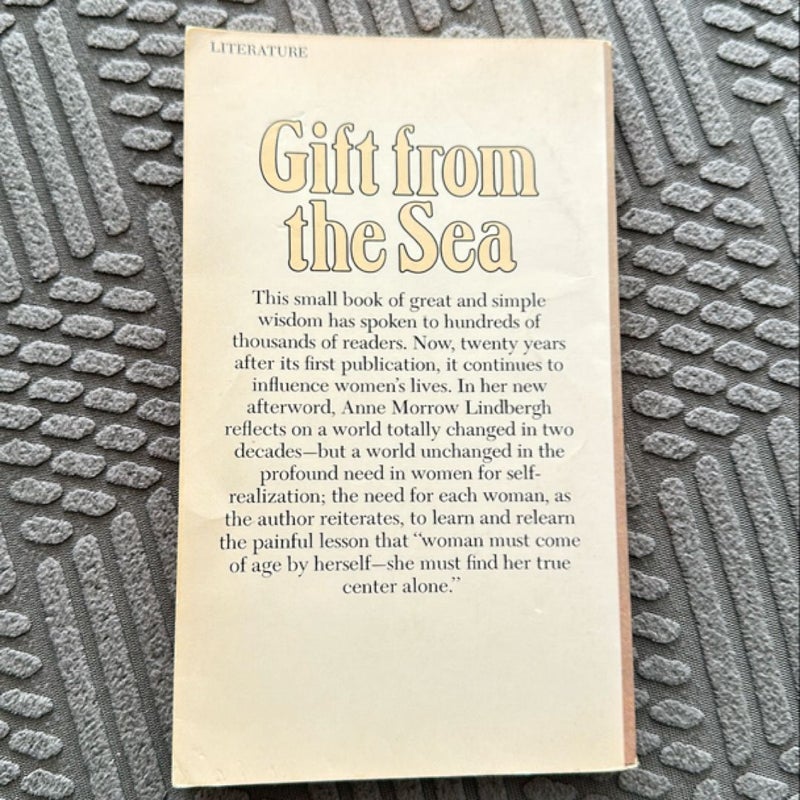 LITERATURE
Gift from
the Sea
This small book of great and simple
wisdom has spoken to hundreds of
thousands of readers. Now, twenty years
after its first publication, it continues to
influence women's lives. In her new
afterword, Anne Morrow Lindbergh
reflects on a world totally changed in two
decades—but a world unchanged in the
profound need in women for self-
realization; the need for each woman, as
the author reiterates, to learn and relearn
the painful lesson that “woman must come
of age by herself—she must find her true
center alone.”